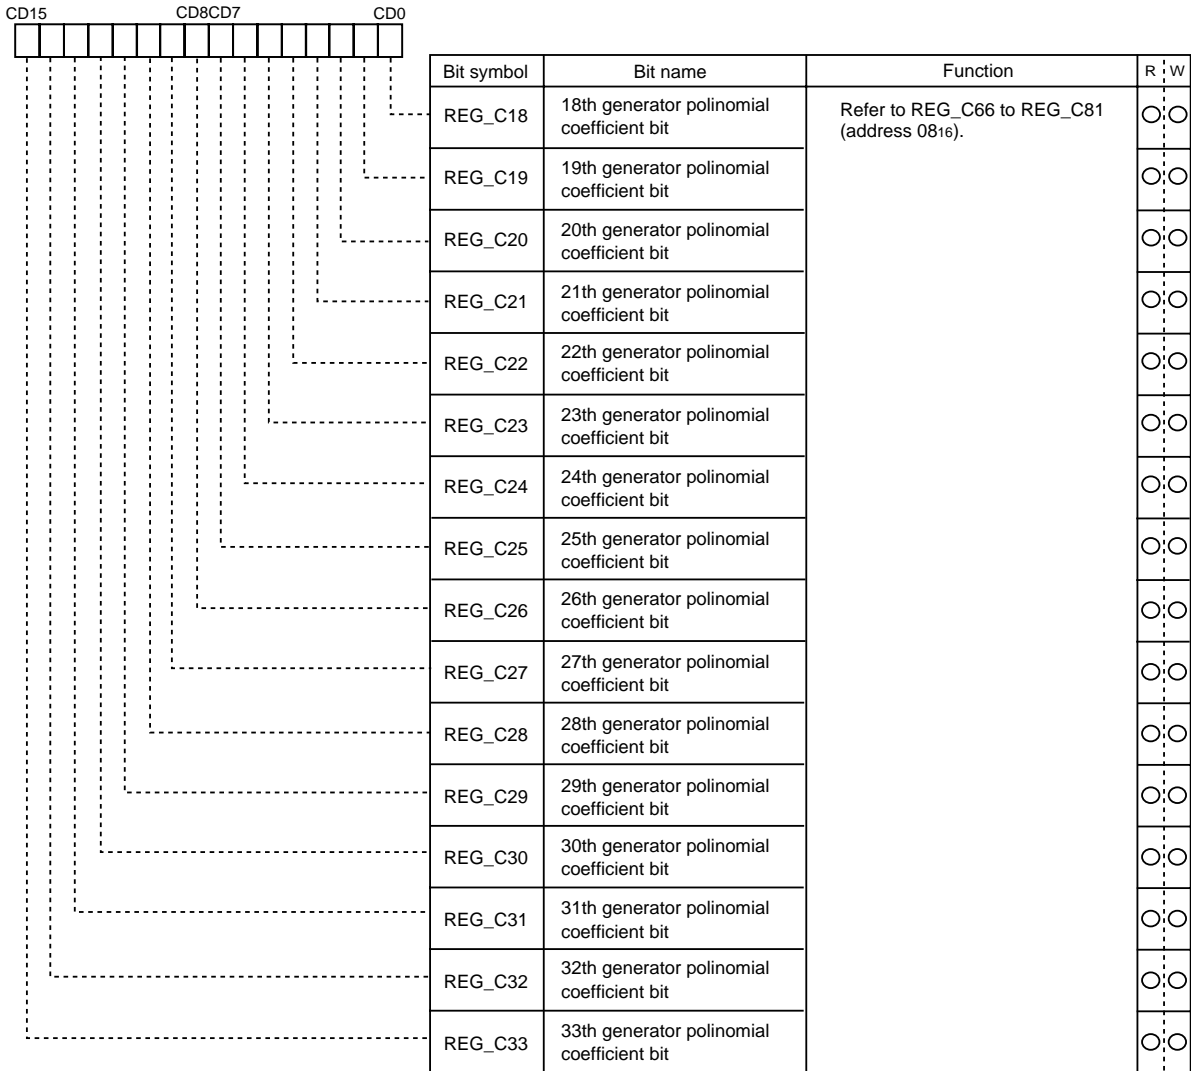 CD15 CD8CD7 CD0
Bit symbol Bit name Function R W
REG_C18 18th generator polinomial coefficient bit Refer to REG_C66 to REG_C81
(address 0816).
REG_C19 19th generator polinomial
coefficient bit
REG_C20 20th generator polinomial
coefficient bit
REG_C21 21th generator polinomial
coefficient bit
REG_C22 22th generator polinomial
coefficient bit
REG_C23 23th generator polinomial
coefficient bit
REG_C24 24th generator polinomial
coefficient bit
REG_C25 25th generator polinomial
coefficient bit
REG_C26 26th generator polinomial
coefficient bit
REG_C27 27th generator polinomial
coefficient bit
REG_C28 28th generator polinomial
coefficient bit
REG_C29 29th generator polinomial
coefficient bit
REG_C30 30th generator polinomial
coefficient bit
REG_C31 31th generator polinomial
coefficient bit
REG_C32 32th generator polinomial
coefficient bit
REG_C33 33th generator polinomial
coefficient bit